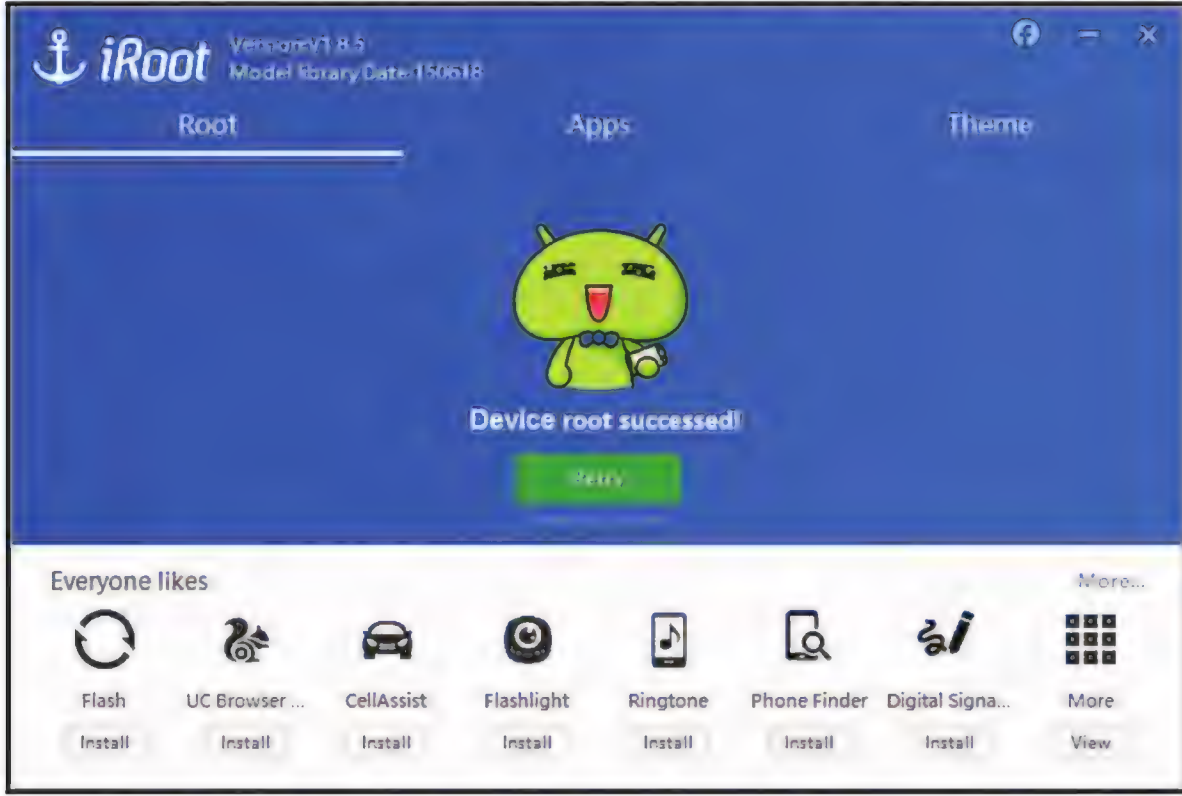 iRoot
Version:V1.8.5
Model library Date:150618
Root Apps Theme
Device root successed!
Retry
Everyone likes More...
Flash UC Browser ... CellAssist Flashlight Ringtone Phone Finder Digital Signa... More
Install Install Install Install Install Install Install View